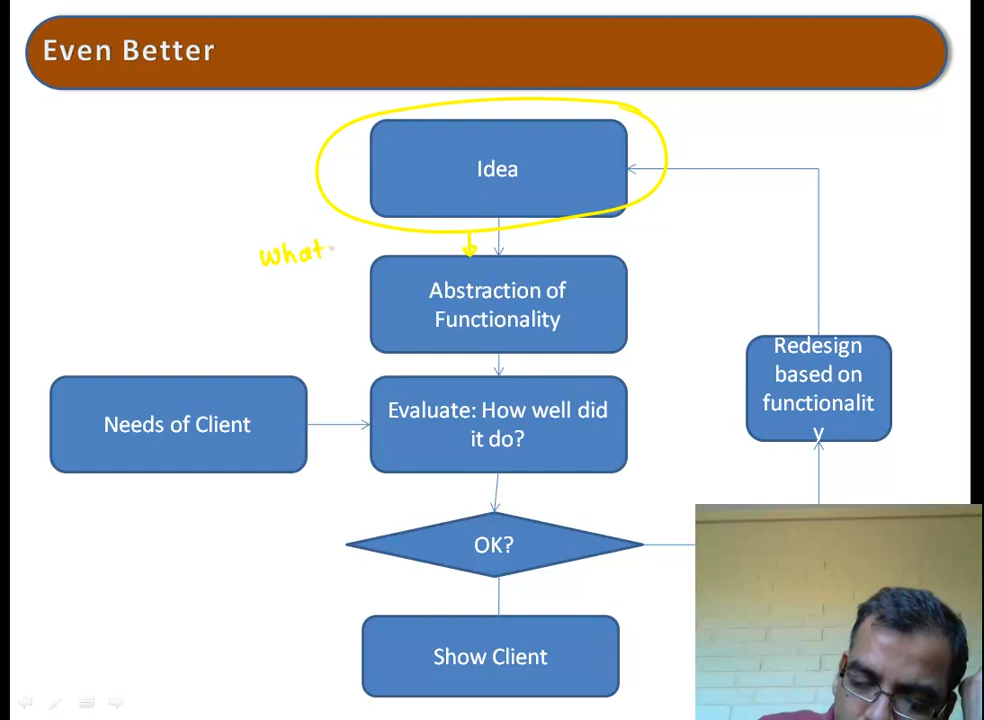 Even Better
Idea
What
Abstraction of
Functionality
Needs of Client
Evaluate: How well did
it do?
Redesign
based on
functionalit
y
OK?
Show Client